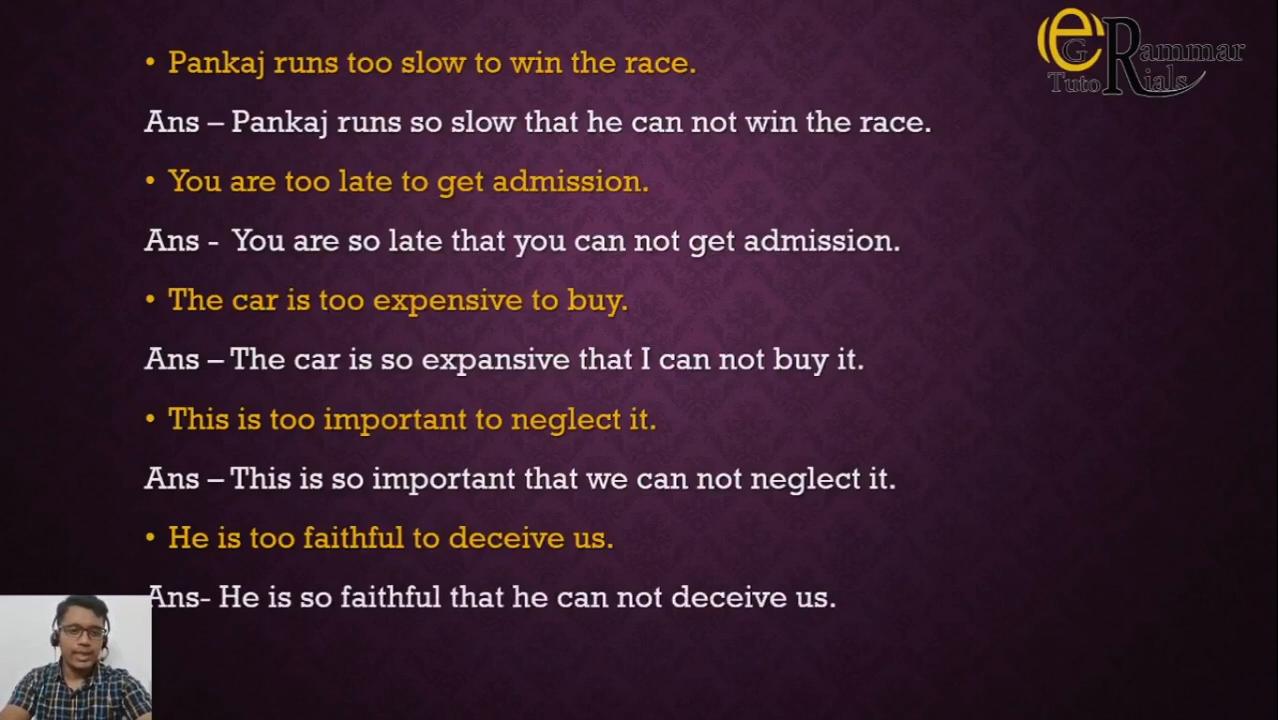 • Pankaj runs too slow to win the race.
Ans – Pankaj runs so slow that he can not win the race.
• You are too late to get admission.
Ans - You are so late that you can not get admission.
• The car is too expensive to buy.
Ans – The car is so expansive that I can not buy it.
• This is too important to neglect it.
Ans – This is so important that we can not neglect it.
• He is too faithful to deceive us.
Ans- He is so faithful that he can not deceive us.
e Grammar
Tutorials